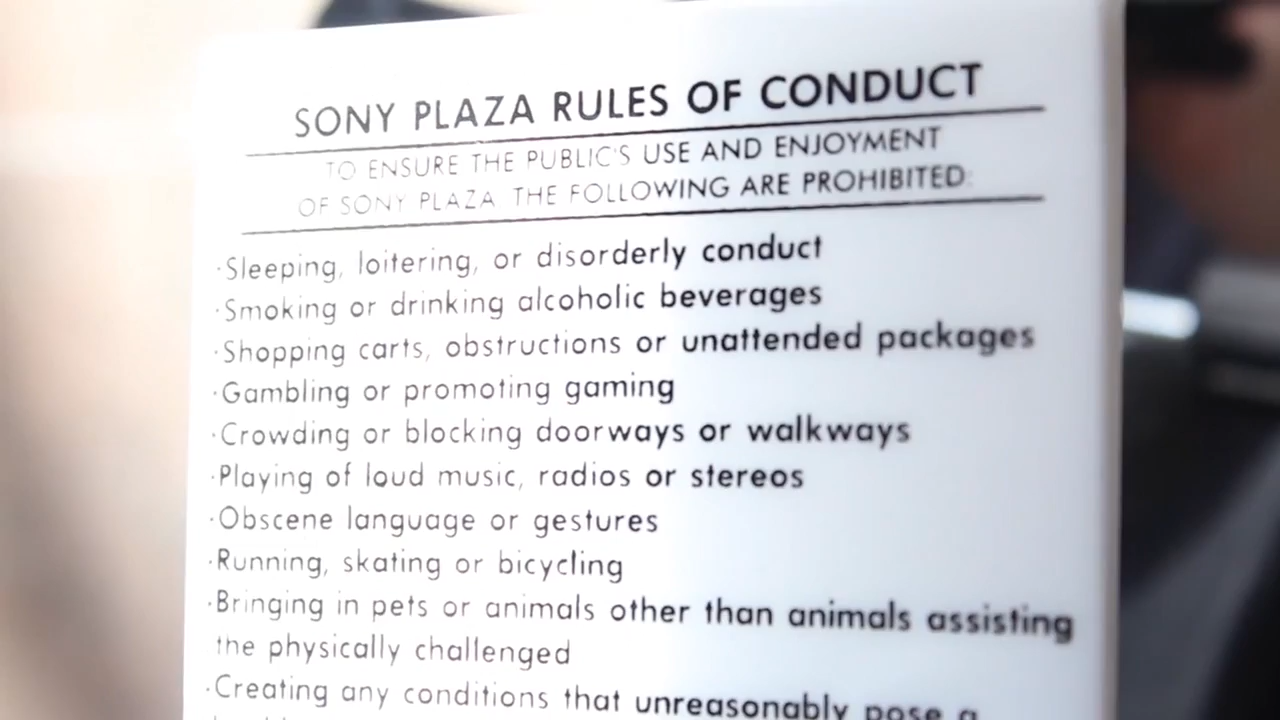 SONY PLAZA RULES OF CONDUCT
TO ENSURE THE PUBLIC'S USE AND ENJOYMENT
OF SONY PLAZA THE FOLLOWING ARE PROHIBITED:
·Sleeping, loitering, or disorderly conduct
·Smoking or drinking alcoholic beverages
·Shopping carts, obstructions or unattended packages
·Gambling or promoting gaming
·Crowding or blocking doorways or walkways
·Playing of loud music, radios or stereos
·Obscene language or gestures
·Running, skating or bicycling
·Bringing in pets or animals other than animals assisting
the physically challenged
·Creating any conditions that unreasonably pose a